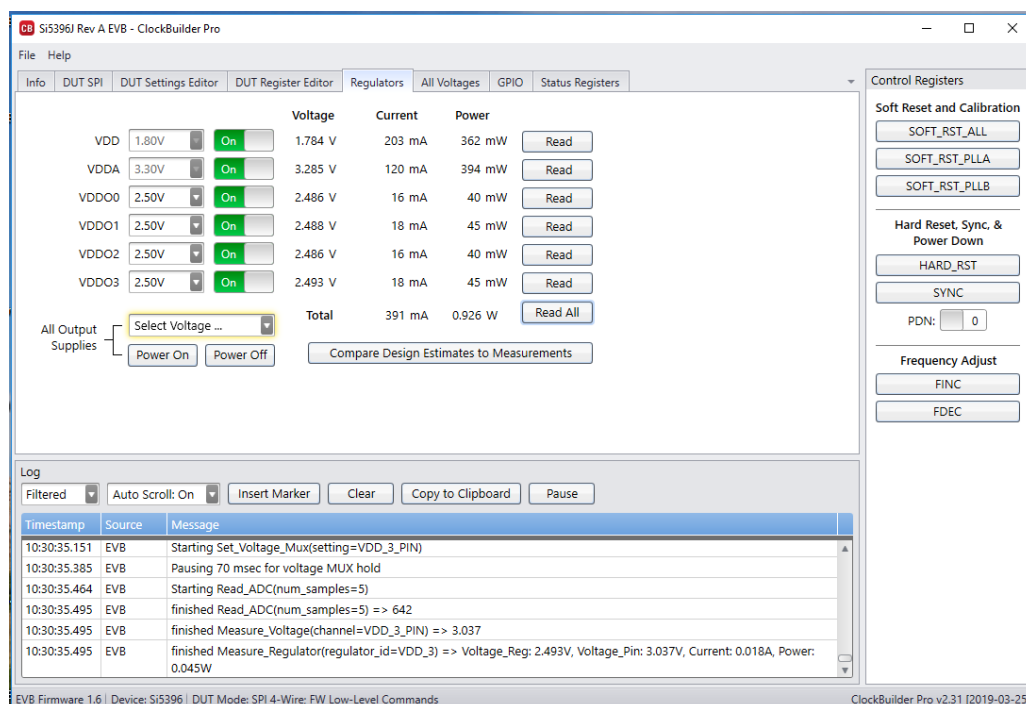 CB Si5396J Rev A EVB - ClockBuilder Pro
File Help
Info DUT SPI DUT Settings Editor DUT Register Editor Regulators All Voltages GPIO Status Registers
Voltage Current Power
VDD 1.80V On 1.784 V 203 mA 362 mW Read
VDDA 3.30V On 3.285 V 120 mA 394 mW Read
VDDO0 2.50V On 2.486 V 16 mA 40 mW Read
VDDO1 2.50V On 2.488 V 18 mA 45 mW Read
VDDO2 2.50V On 2.486 V 16 mA 40 mW Read
VDDO3 2.50V On 2.493 V 18 mA 45 mW Read
Total 391 mA 0.926 W Read All
All Output Supplies
Select Voltage ...
Power On Power Off
Compare Design Estimates to Measurements
Control Registers
Soft Reset and Calibration
SOFT_RST_ALL
SOFT_RST_PLLA
SOFT_RST_PLLB
Hard Reset, Sync, &
Power Down
HARD_RST
SYNC
PDN: 0
Frequency Adjust
FINC
FDEC
Log
Filtered Auto Scroll: On Insert Marker Clear Copy to Clipboard Pause
Timestamp Source Message
10:30:35.151 EVB Starting Set_Voltage_Mux(setting=VDD_3_PIN)
10:30:35.385 EVB Pausing 70 msec for voltage MUX hold
10:30:35.464 EVB Starting Read_ADC(num_samples=5)
10:30:35.495 EVB finished Read_ADC(num_samples=5) => 642
10:30:35.495 EVB finished Measure_Voltage(channel=VDD_3_PIN) => 3.037
10:30:35.495 EVB finished Measure_Regulator(regulator_id=VDD_3) => Voltage_Reg: 2.493V, Voltage_Pin: 3.037V, Current: 0.018A, Power:
0.045W
EVB Firmware 1.6 Device: Si5396 DUT Mode: SPI 4-Wire; FW Low-Level Commands ClockBuilder Pro v2.31 [2019-03-25